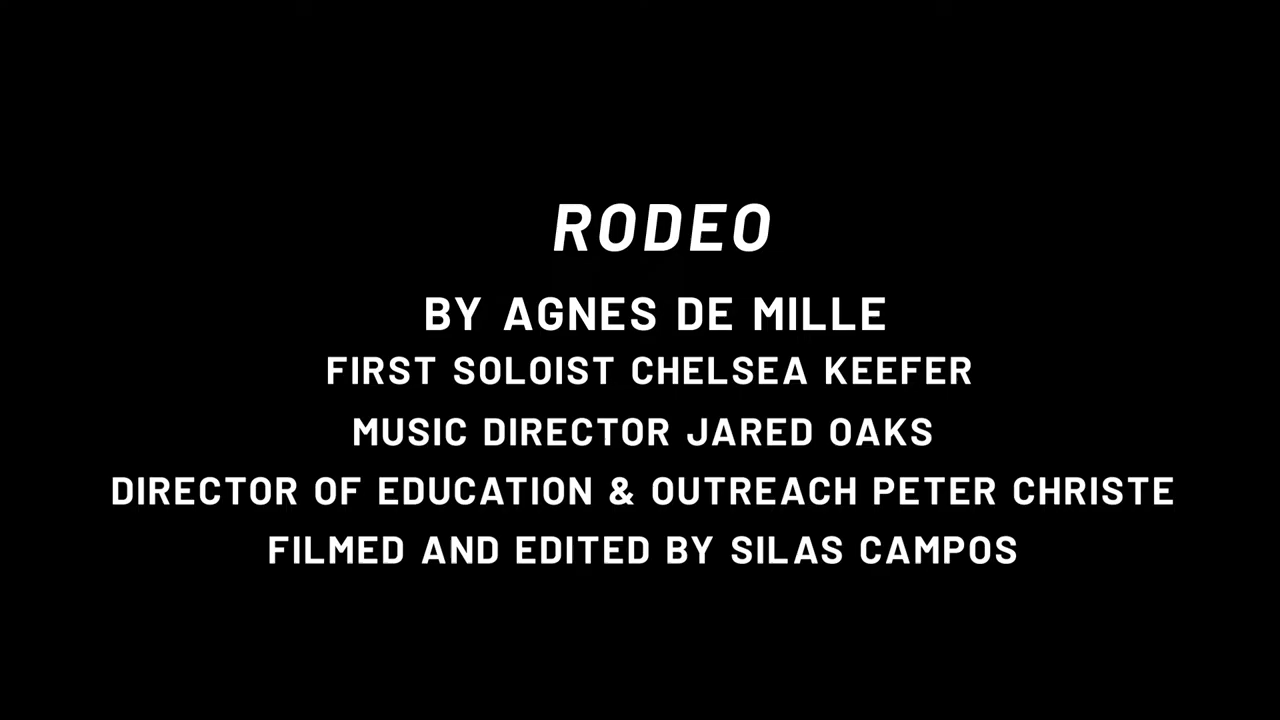 RODEO
BY AGNES DE MILLE
FIRST SOLOIST CHELSEA KEEFER
MUSIC DIRECTOR JARED OAKS
DIRECTOR OF EDUCATION & OUTREACH PETER CHRISTE
FILMED AND EDITED BY SILAS CAMPOS